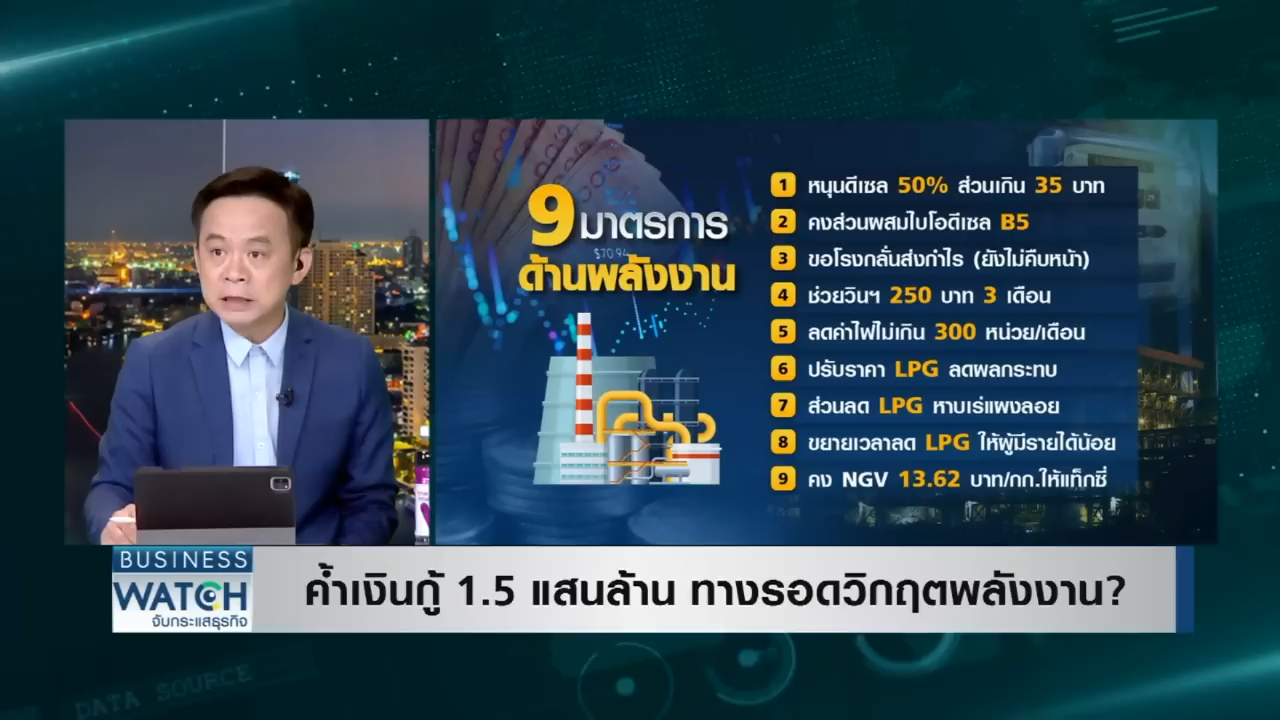 9 มาตรการ
$70.94
ด้านพลังงาน
1 หนุนดีเซล 50% ส่วนเกิน 35 บาท
2 คงส่วนผสมไบโอดีเซล B5
3 ขอโรงกลั่นส่งกำไร (ยังไม่คืบหน้า)
4 ช่วยวินฯ 250 บาท 3 เดือน
5 ลดค่าไฟไม่เกิน 300 หน่วย/เดือน
6 ปรับราคา LPG ลดผลกระทบ
7 ส่วนลด LPG หาบเร่แผงลอย
8 ขยายเวลาลด LPG ให้ผู้มีรายได้น้อย
9 คง NGV 13.62 บาท/กก.ให้แท็กซี่
BUSINESS
WATCH
จับกระแสธุรกิจ
ค้ำเงินกู้ 1.5 แสนล้าน ทางรอดวิกฤตพลังงาน?
DATA SOURCE